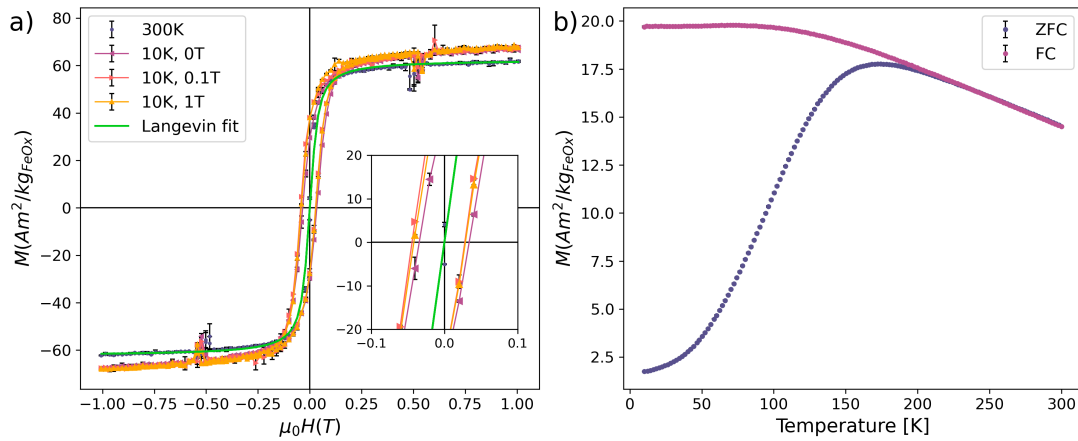 a)
300K
10K, 0T
10K, 0.1T
10K, 1T
Langevin fit
80
60
40
20
0
−20
−40
−60
M(Am²/kg_{FeOx})
−1.00 −0.75 −0.50 −0.25 0.00 0.25 0.50 0.75 1.00
μ₀H(T)
20
10
0
−10
−20
−0.1 0.0 0.1
b)
ZFC
FC
20.0
17.5
15.0
12.5
10.0
7.5
5.0
2.5
M(Am²/kg_{FeOx})
0 50 100 150 200 250 300
Temperature [K]